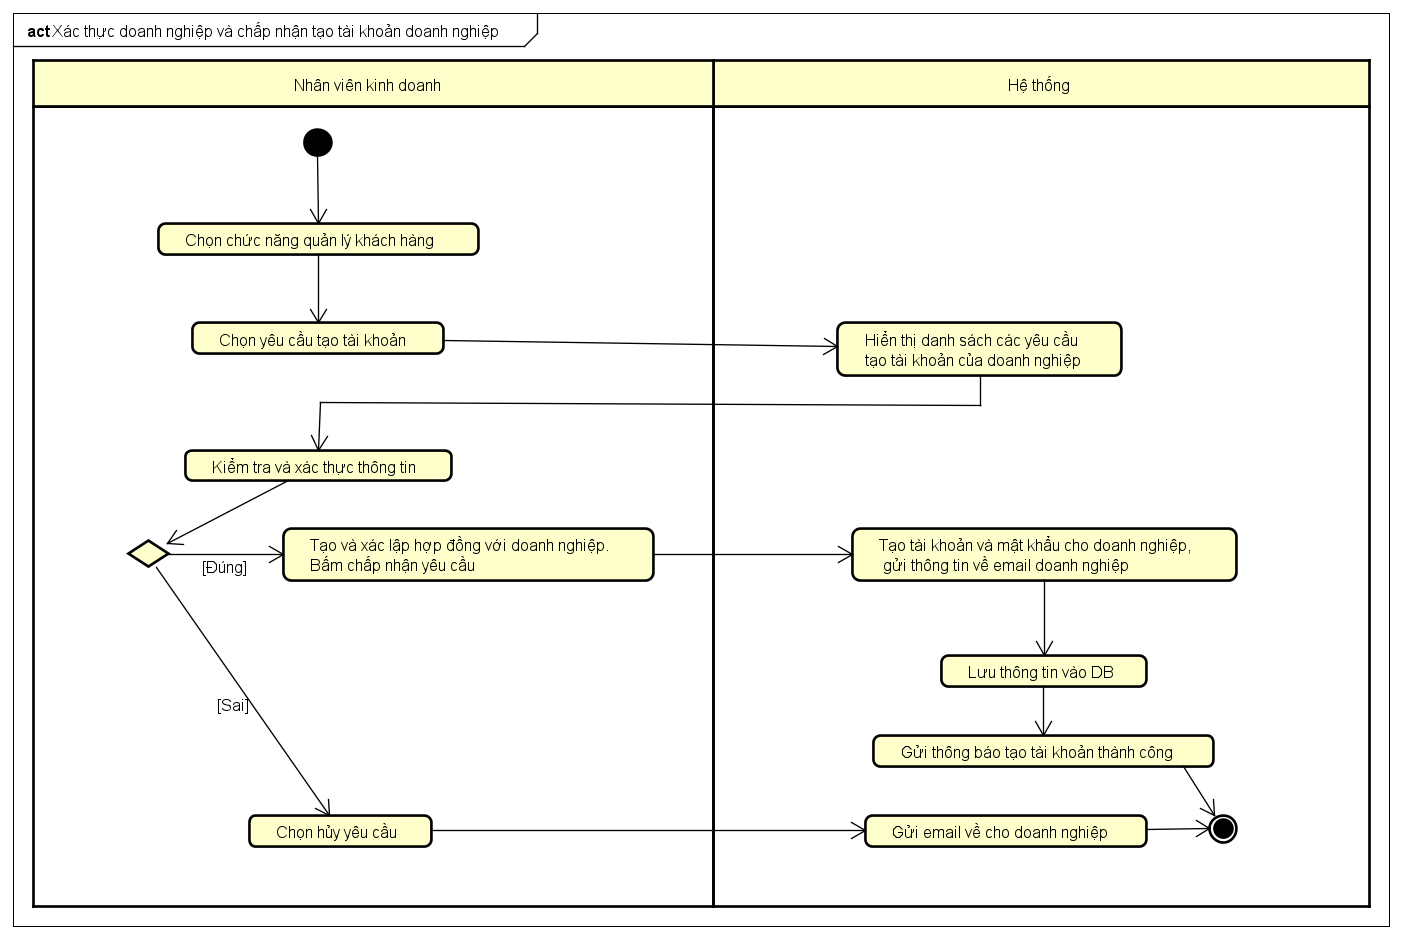 act Xác thực doanh nghiệp và chấp nhận tạo tài khoản doanh nghiệp
Nhân viên kinh doanh
Hệ thống
Chọn chức năng quản lý khách hàng
Chọn yêu cầu tạo tài khoản
Hiển thị danh sách các yêu cầu
tạo tài khoản của doanh nghiệp
Kiểm tra và xác thực thông tin
[Đúng]
Tạo và xác lập hợp đồng với doanh nghiệp.
Bấm chấp nhận yêu cầu
Tạo tài khoản và mật khẩu cho doanh nghiệp,
gửi thông tin về email doanh nghiệp
Lưu thông tin vào DB
[Sai]
Gửi thông báo tạo tài khoản thành công
Chọn hủy yêu cầu
Gửi email về cho doanh nghiệp